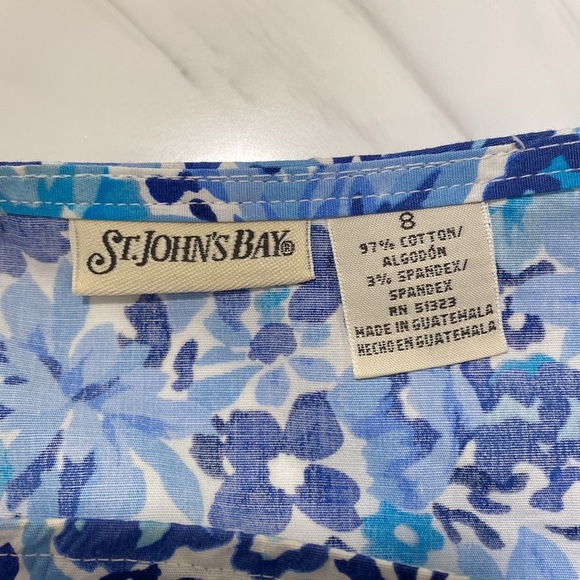 ST. JOHN'S BAY®
8
97% COTTON/
ALGODÓN
3% SPANDEX/
SPANDEX
RN 51323
MADE IN GUATEMALA
HECHO EN GUATEMALA